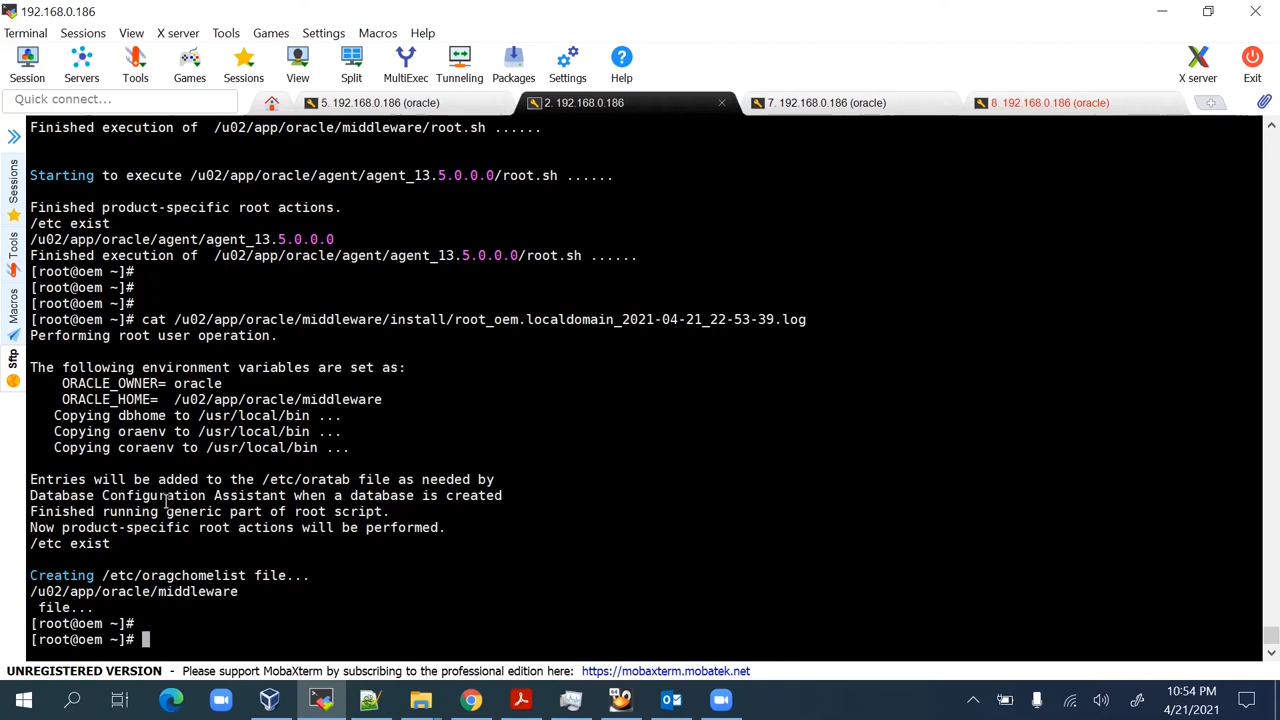 192.168.0.186
Terminal Sessions View X server Tools Games Settings Macros Help
Session Servers Tools Games Sessions View Split MultiExec Tunneling Packages Settings Help X server Exit
Quick connect...
5. 192.168.0.186 (oracle)
2. 192.168.0.186
7. 192.168.0.186 (oracle)
8. 192.168.0.186 (oracle)
Sessions
Tools
Macros
Sftp
Finished execution of  /u02/app/oracle/middleware/root.sh ......
Starting to execute /u02/app/oracle/agent/agent_13.5.0.0.0/root.sh ......
Finished product-specific root actions.
/etc exist
/u02/app/oracle/agent/agent_13.5.0.0.0
Finished execution of  /u02/app/oracle/agent/agent_13.5.0.0.0/root.sh ......
[root@oem ~]#
[root@oem ~]#
[root@oem ~]#
[root@oem ~]# cat /u02/app/oracle/middleware/install/root_oem.localdomain_2021-04-21_22-53-39.log
Performing root user operation.
The following environment variables are set as:
    ORACLE_OWNER= oracle
    ORACLE_HOME=  /u02/app/oracle/middleware
   Copying dbhome to /usr/local/bin ...
   Copying oraenv to /usr/local/bin ...
   Copying coraenv to /usr/local/bin ...
Entries will be added to the /etc/oratab file as needed by
Database Configuration Assistant when a database is created
Finished running generic part of root script.
Now product-specific root actions will be performed.
/etc exist
Creating /etc/oragchomelist file...
/u02/app/oracle/middleware
 file...
[root@oem ~]#
[root@oem ~]#
UNREGISTERED VERSION - Please support MobaXterm by subscribing to the professional edition here: https://mobaxterm.mobatek.net
10:54 PM
4/21/2021